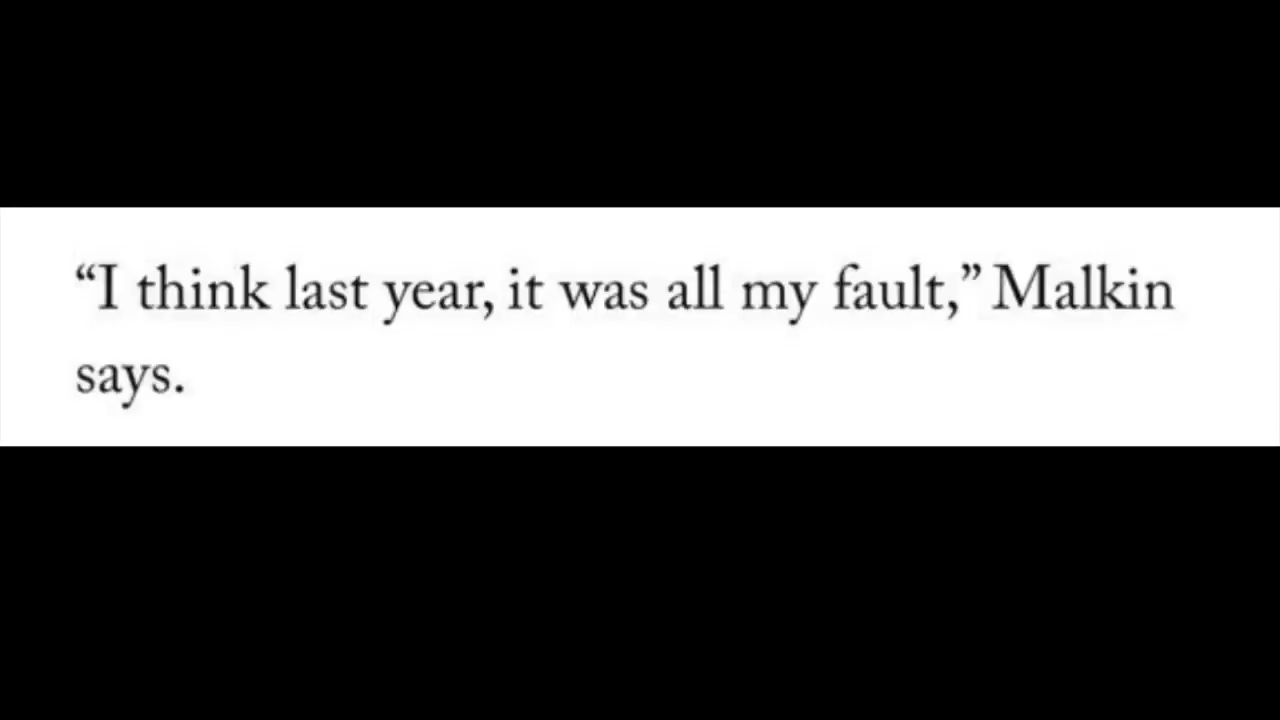 “I think last year, it was all my fault,” Malkin
says.